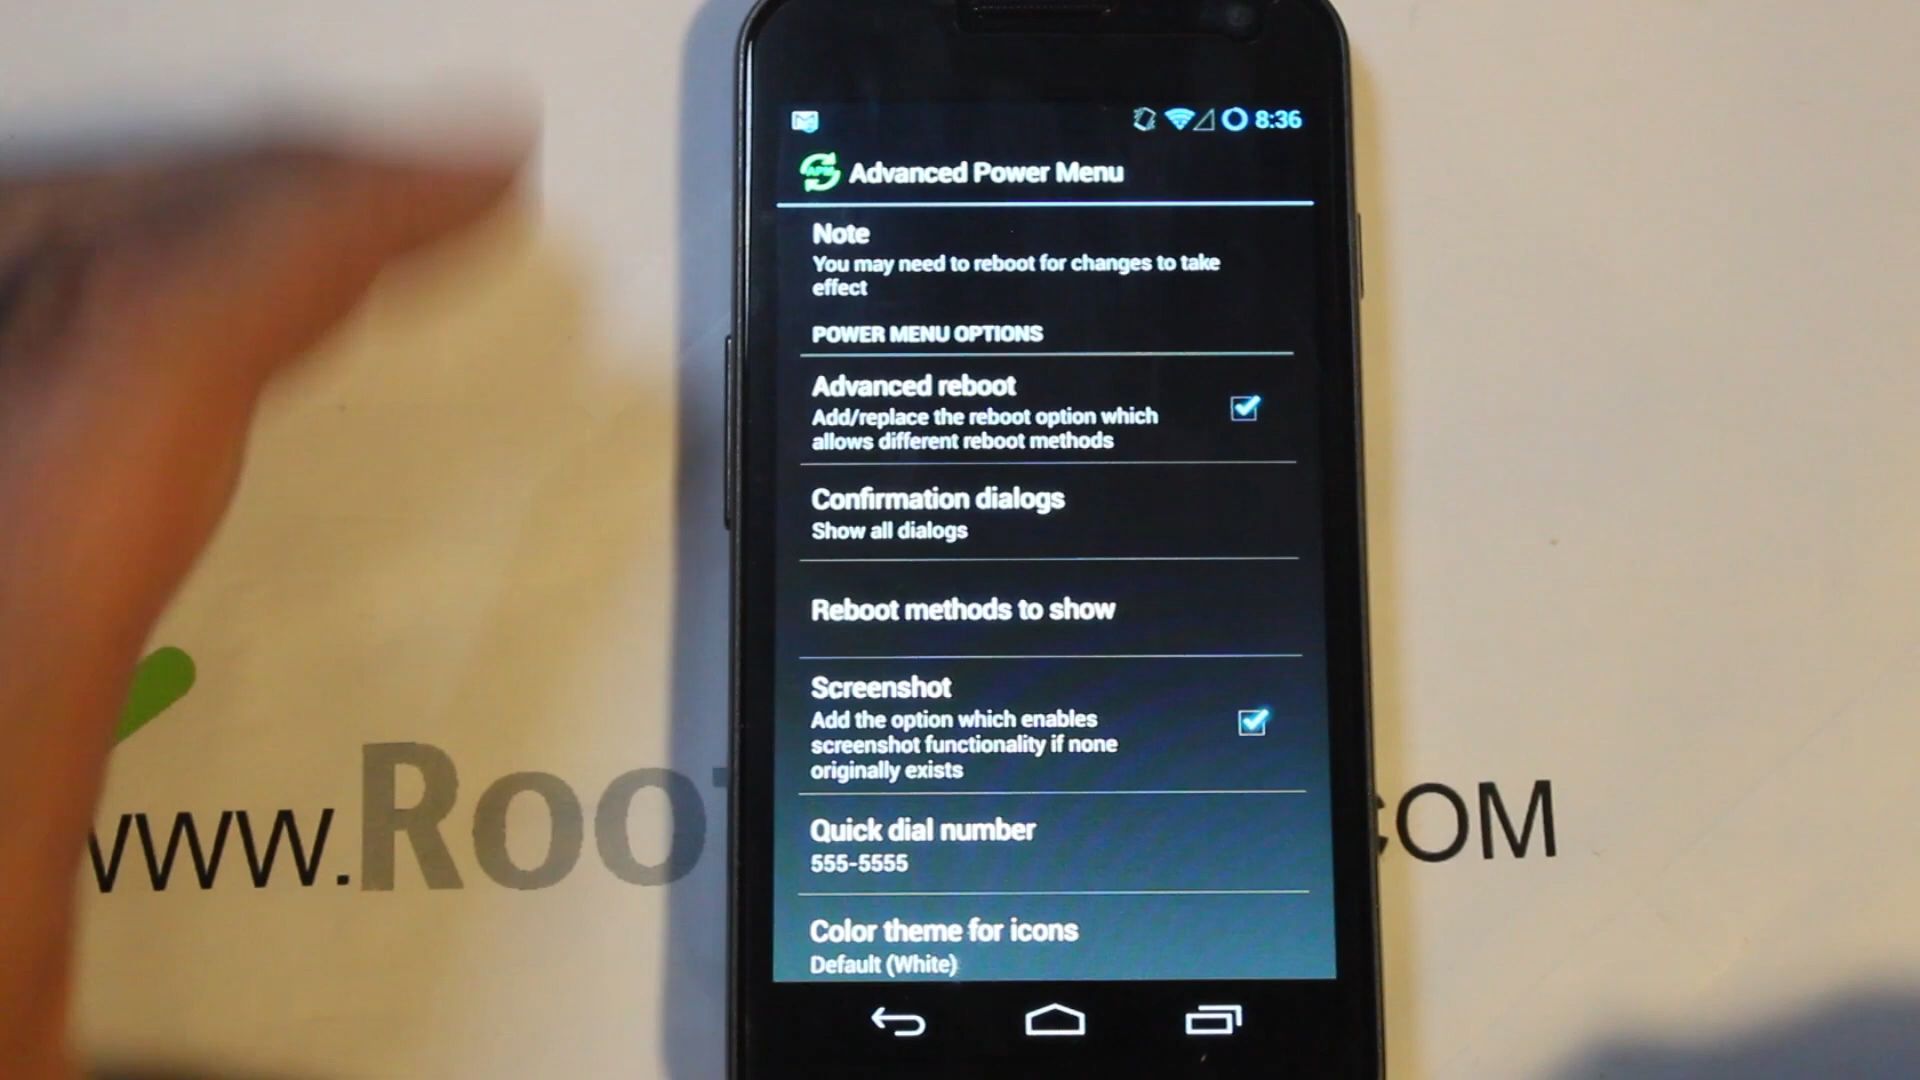 8:36
APM
Advanced Power Menu
Note
You may need to reboot for changes to take
effect
POWER MENU OPTIONS
Advanced reboot
Add/replace the reboot option which
allows different reboot methods
Confirmation dialogs
Show all dialogs
Reboot methods to show
Screenshot
Add the option which enables
screenshot functionality if none
originally exists
Quick dial number
555-5555
Color theme for icons
Default (White)
www.Roo
COM